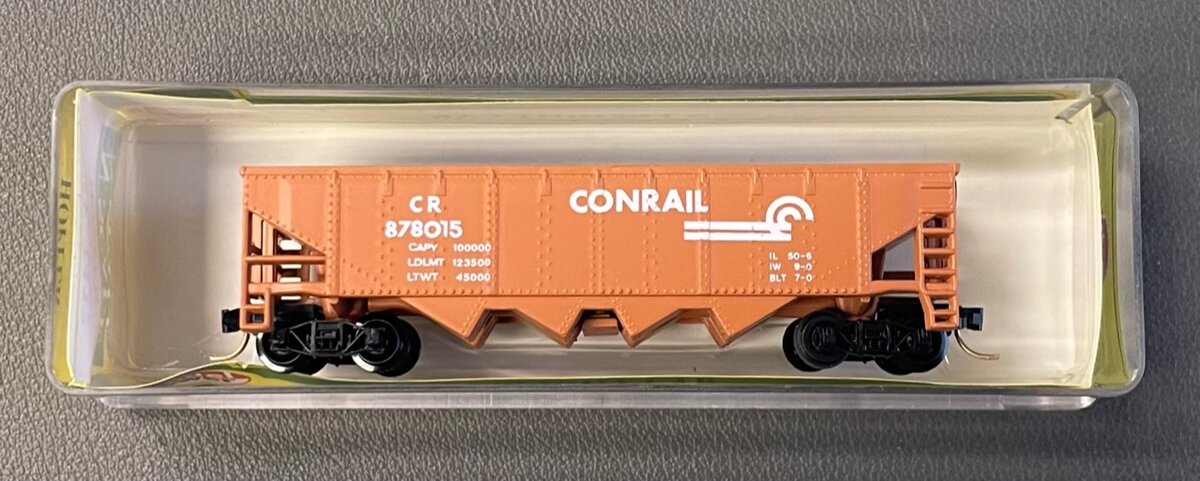 CR
878015
CAPY 100000
LDLMT 123500
LTWT 45000
CONRAIL
IL 50-6
IW 9-0
BLT 7-0